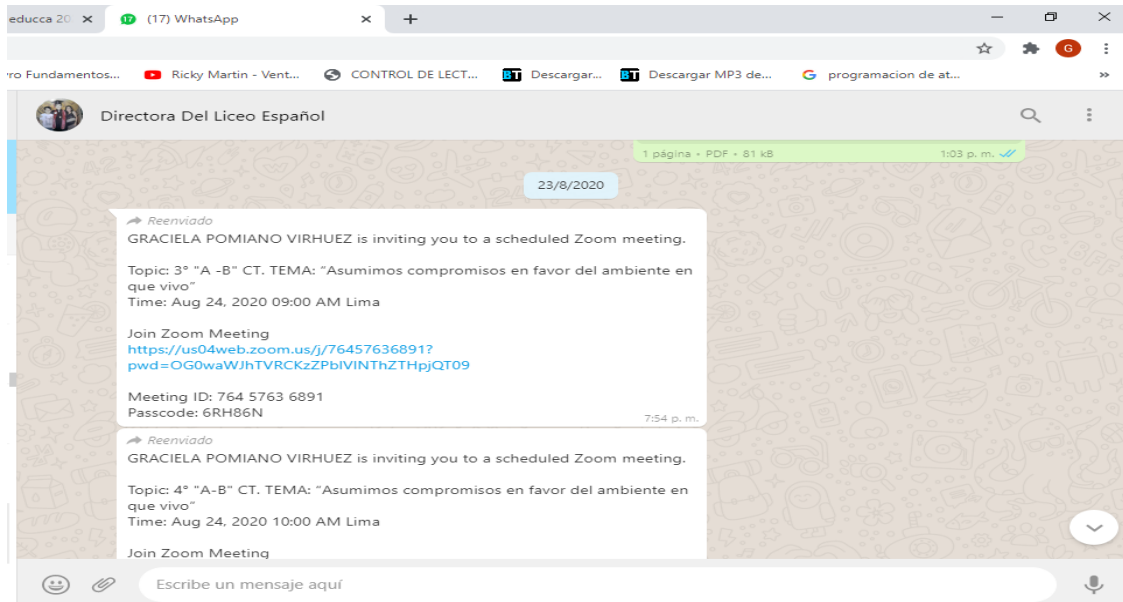 educca 20
(17) WhatsApp
ro Fundamentos...
Ricky Martin - Vent...
CONTROL DE LECT...
BT Descargar...
BT Descargar MP3 de...
G programacion de at...
G
Directora Del Liceo Español
1 página • PDF • 81 kB
1:03 p. m.
23/8/2020
Reenviado
GRACIELA POMIANO VIRHUEZ is inviting you to a scheduled Zoom meeting.
Topic: 3° "A -B" CT. TEMA: “Asumimos compromisos en favor del ambiente en
que vivo”
Time: Aug 24, 2020 09:00 AM Lima
Join Zoom Meeting
https://us04web.zoom.us/j/76457636891?
pwd=OG0waWJhTVRCKzZPblVINThZTHpjQT09
Meeting ID: 764 5763 6891
Passcode: 6RH86N
7:54 p. m.
Reenviado
GRACIELA POMIANO VIRHUEZ is inviting you to a scheduled Zoom meeting.
Topic: 4° "A-B" CT. TEMA: “Asumimos compromisos en favor del ambiente en
que vivo”
Time: Aug 24, 2020 10:00 AM Lima
Join Zoom Meeting
Escribe un mensaje aquí